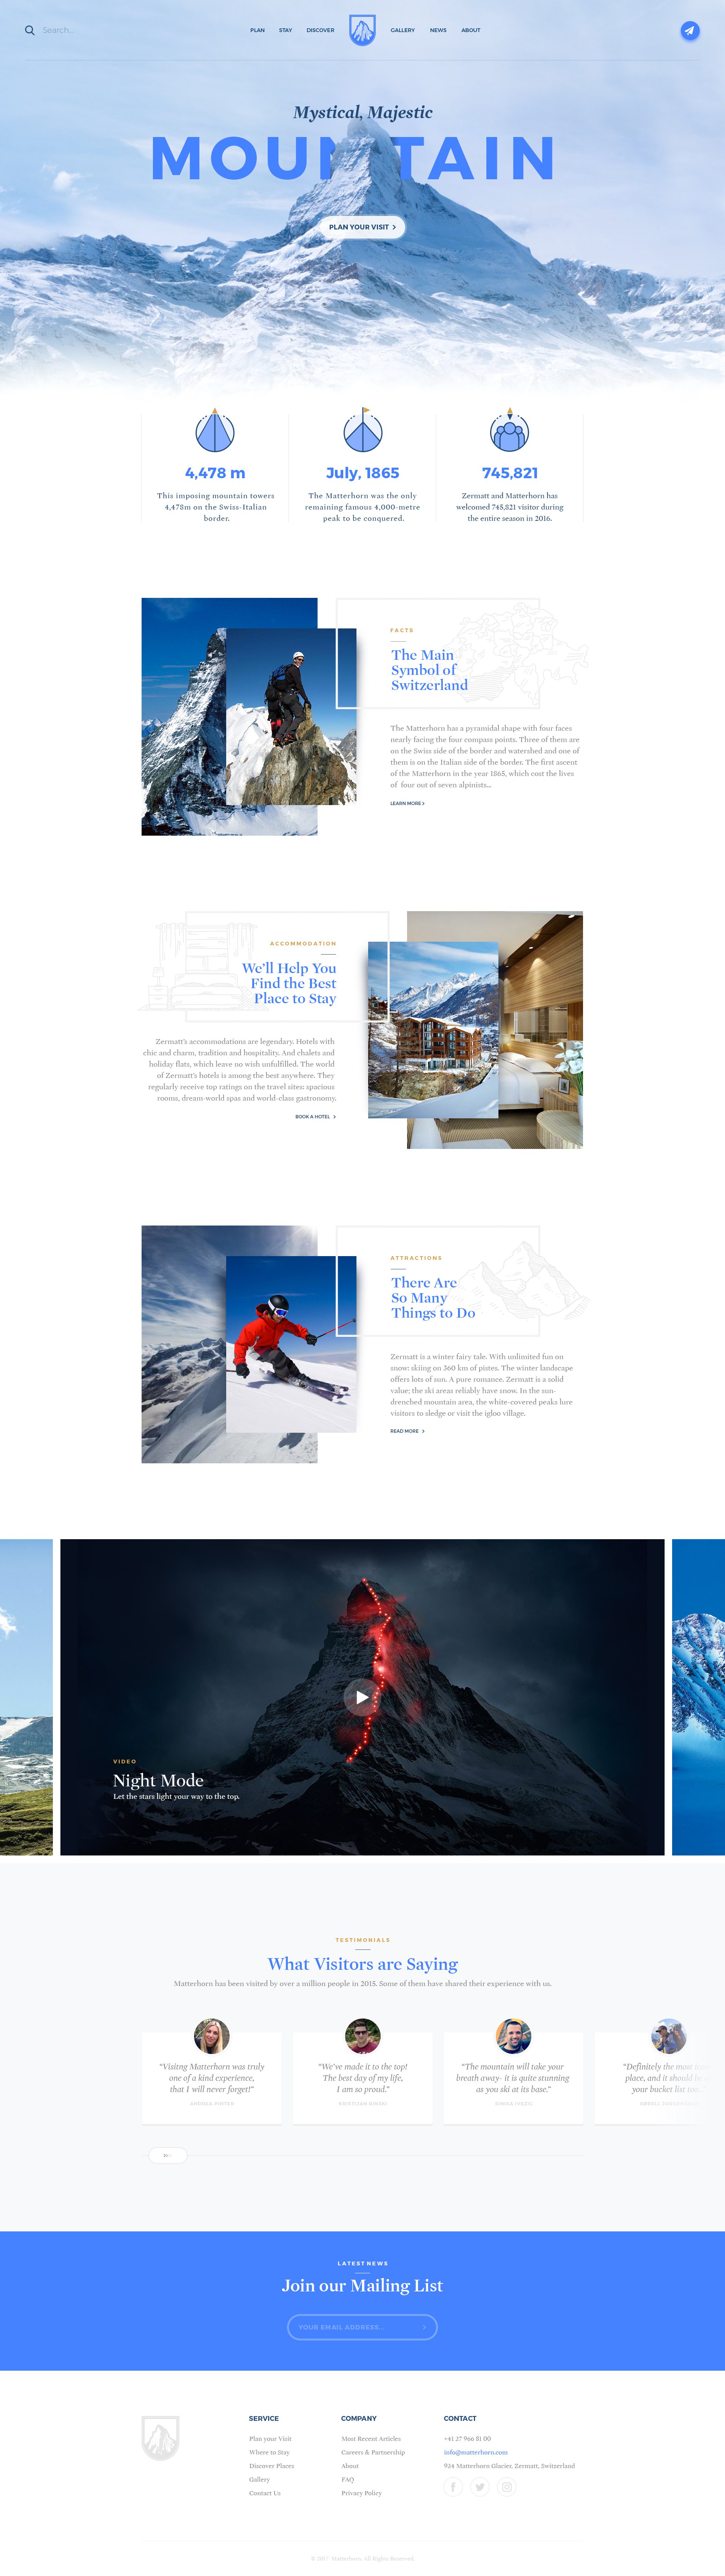 Search...
PLAN
STAY
DISCOVER
GALLERY
NEWS
ABOUT
Mystical, Majestic
MOUNTAIN
PLAN YOUR VISIT
4,478 m
This imposing mountain towers
4,478m on the Swiss-Italian
border.
July, 1865
The Matterhorn was the only
remaining famous 4,000-metre
peak to be conquered.
745,821
Zermatt and Matterhorn has
welcomed 745,821 visitor during
the entire season in 2016.
FACTS
The Main
Symbol of
Switzerland
The Matterhorn has a pyramidal shape with four faces
nearly facing the four compass points. Three of them are
on the Swiss side of the border and watershed and one of
them is on the Italian side of the border. The first ascent
of the Matterhorn in the year 1865, which cost the lives
of four out of seven alpinists...
LEARN MORE
ACCOMMODATION
We'll Help You
Find the Best
Place to Stay
Zermatt's accommodations are legendary. Hotels with
chic and charm, tradition and hospitality. And chalets and
holiday flats, which leave no wish unfulfilled. The world
of Zermatt's hotels is among the best anywhere. They
regularly receive top ratings on the travel sites: spacious
rooms, dream-world spas and world-class gastronomy.
BOOK A HOTEL
ATTRACTIONS
There Are
So Many
Things to Do
Zermatt is a winter fairy tale. With unlimited fun on
snow: skiing on 360 km of pistes. The winter landscape
offers lots of sun. A pure romance. Zermatt is a solid
value; the ski areas reliably have snow. In the sun-
drenched mountain area, the white-covered peaks lure
visitors to sledge or visit the igloo village.
READ MORE
VIDEO
Night Mode
Let the stars light your way to the top.
TESTIMONIALS
What Visitors are Saying
Matterhorn has been visited by over a million people in 2015. Some of them have shared their experience with us.
"Visitng Matterhorn was truly
one of a kind experience,
that I will never forget!"
"We've made it to the top!
The best day of my life,
I am so proud."
"The mountain will take your
breath away- it is quite stunning
as you ski at its base."
"Definitely the most
place, and it should be
your bucket list too.
LATEST NEWS
Join our Mailing List
YOUR EMAIL ADDRESS...
SERVICE
Plan your Visit
Where to Stay
Discover Places
Gallery
Contact Us
COMPANY
Most Recent Articles
Careers & Partnership
About
FAQ
Privacy Policy
CONTACT
+41 27 966 81 00
info@matterhorn.com
924 Matterhorn Glacier, Zermatt, Switzerland
© 2017 Matterhorn. All Rights Reserved.